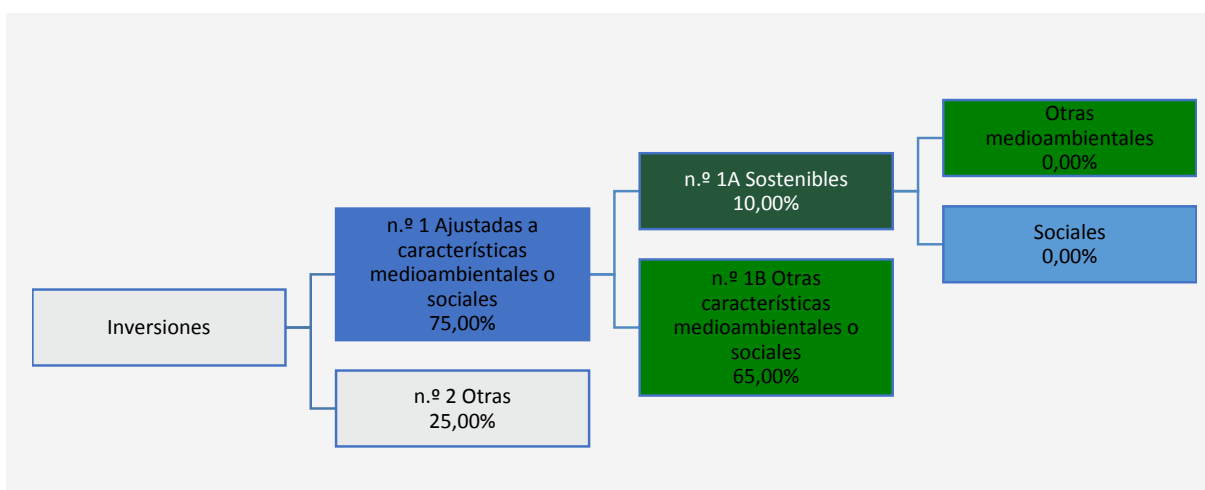 Inversiones
n.º 1 Ajustadas a
características
medioambientales o
sociales
75,00%
n.º 2 Otras
25,00%
n.º 1A Sostenibles
10,00%
n.º 1B Otras
características
medioambientales o
sociales
65,00%
Otras
medioambientales
0,00%
Sociales
0,00%